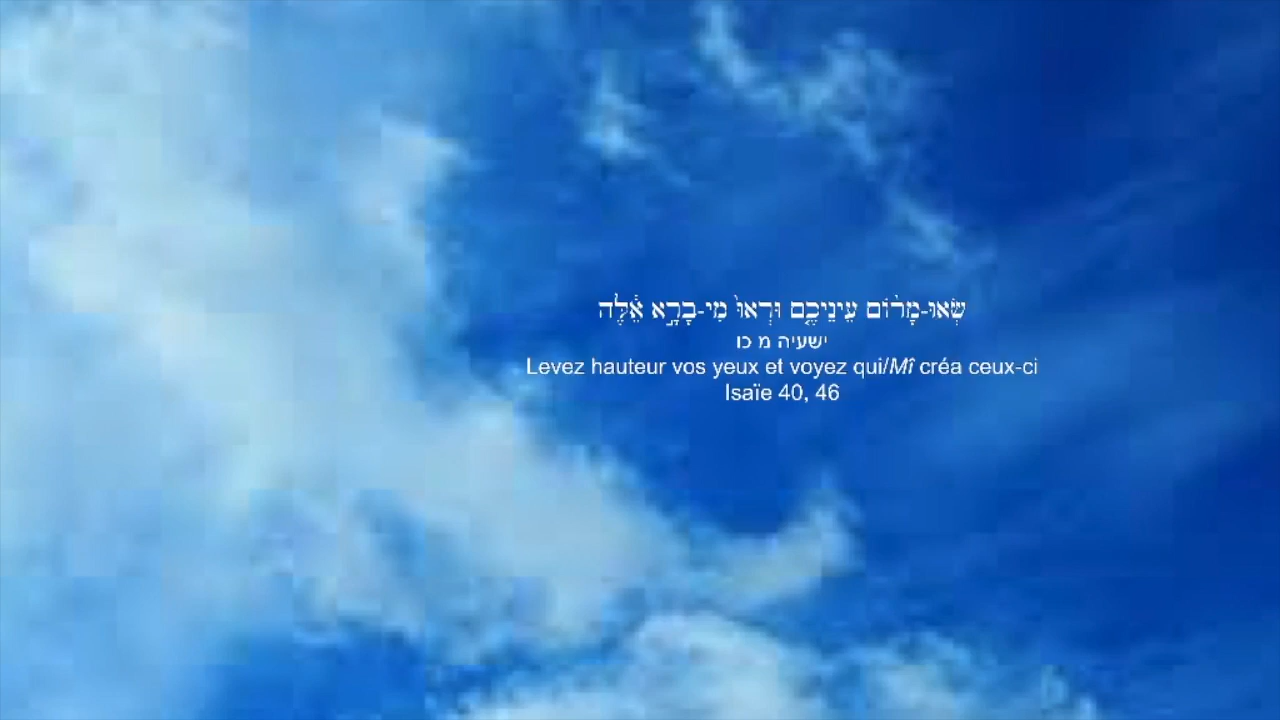 שְׂאוּ-מָר֨וֹם עֵינֵיכֶ֤ם וּרְאוּ֙ מִי-בָרָ֣א אֵ֔לֶּה
ישעיה מ כו
Levez hauteur vos yeux et voyez qui/Mî créa ceux-ci
Isaïe 40, 46